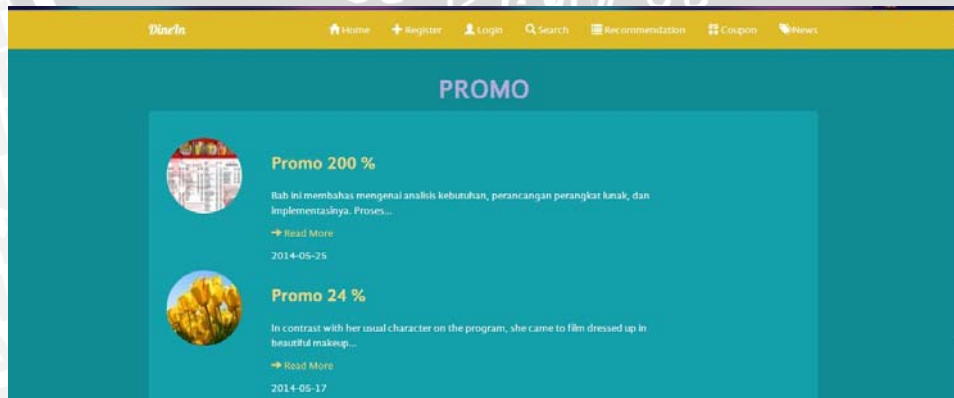 DineIn Home Register Login Search Recommendation Coupon News
PROMO
Promo 200 %
Bab ini membahas mengenai analisis kebutuhan, perancangan perangkat lunak, dan
implementasinya. Proses...
Read More
2014-05-25
Promo 24 %
In contrast with her usual character on the program, she came to film dressed up in
beautiful makeup...
Read More
2014-05-17